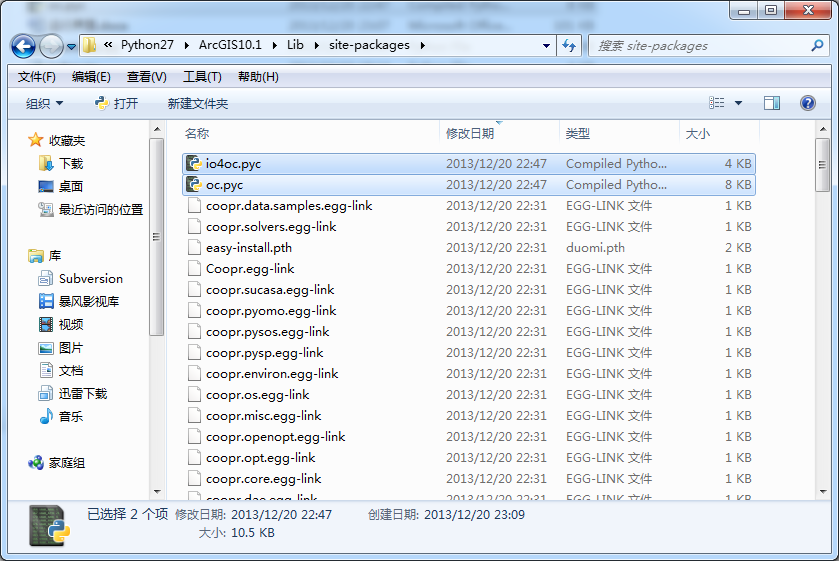 « Python27 ▸ ArcGIS10.1 ▸ Lib ▸ site-packages ▸ 搜索 site-packages
文件(F) 编辑(E) 查看(V) 工具(T) 帮助(H)
组织 打开 新建文件夹
收藏夹
下载
桌面
最近访问的位置
库
Subversion
暴风影视库
视频
图片
文档
迅雷下载
音乐
家庭组
名称 修改日期 类型 大小
io4oc.pyc 2013/12/20 22:47 Compiled Pytho... 4 KB
oc.pyc 2013/12/20 22:47 Compiled Pytho... 8 KB
coopr.data.samples.egg-link 2013/12/20 22:31 EGG-LINK 文件 1 KB
coopr.solvers.egg-link 2013/12/20 22:31 EGG-LINK 文件 1 KB
easy-install.pth 2013/12/20 22:31 duomi.pth 2 KB
Coopr.egg-link 2013/12/20 22:31 EGG-LINK 文件 1 KB
coopr.sucasa.egg-link 2013/12/20 22:31 EGG-LINK 文件 1 KB
coopr.pyomo.egg-link 2013/12/20 22:31 EGG-LINK 文件 1 KB
coopr.pysos.egg-link 2013/12/20 22:31 EGG-LINK 文件 1 KB
coopr.pysp.egg-link 2013/12/20 22:31 EGG-LINK 文件 1 KB
coopr.environ.egg-link 2013/12/20 22:31 EGG-LINK 文件 1 KB
coopr.os.egg-link 2013/12/20 22:31 EGG-LINK 文件 1 KB
coopr.misc.egg-link 2013/12/20 22:31 EGG-LINK 文件 1 KB
coopr.openopt.egg-link 2013/12/20 22:31 EGG-LINK 文件 1 KB
coopr.opt.egg-link 2013/12/20 22:31 EGG-LINK 文件 1 KB
coopr.core.egg-link 2013/12/20 22:31 EGG-LINK 文件 1 KB
coopr.dae.egg-link 2013/12/20 22:31 EGG-LINK 文件 1 KB
已选择 2 个项 修改日期: 2013/12/20 22:47 创建日期: 2013/12/20 23:09
大小: 10.5 KB